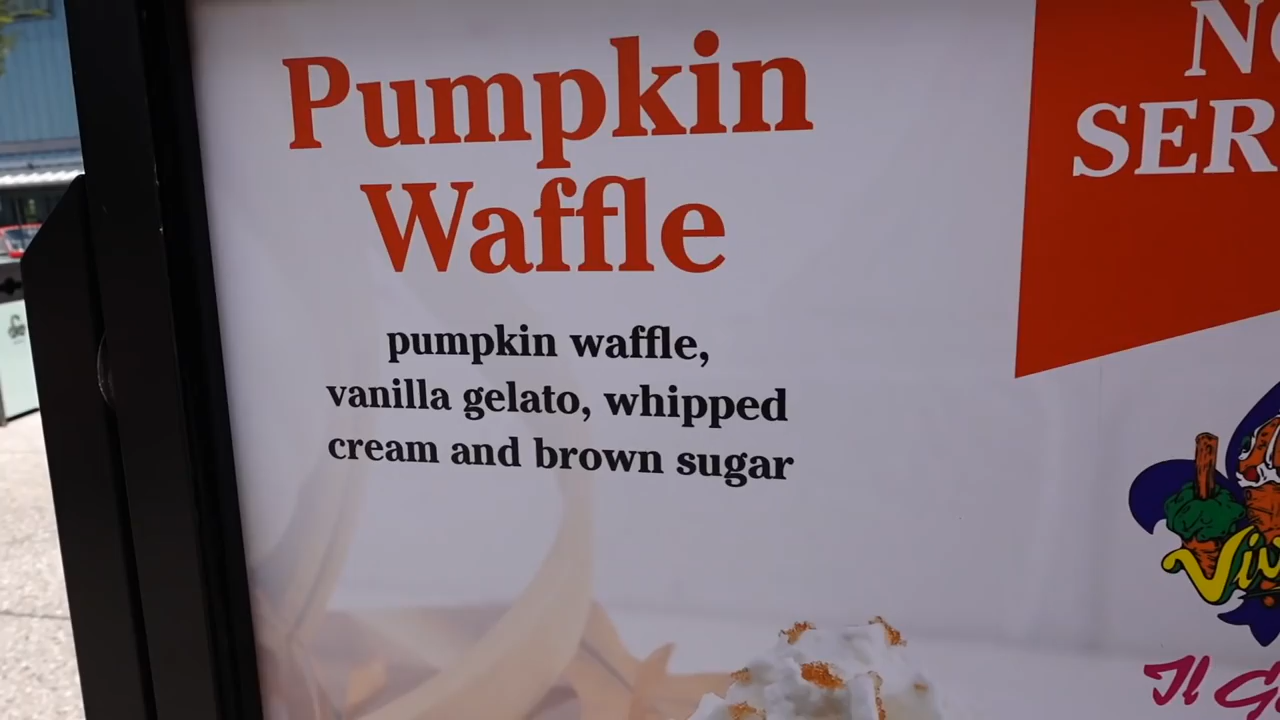 Pumpkin
Waffle
pumpkin waffle,
vanilla gelato, whipped
cream and brown sugar